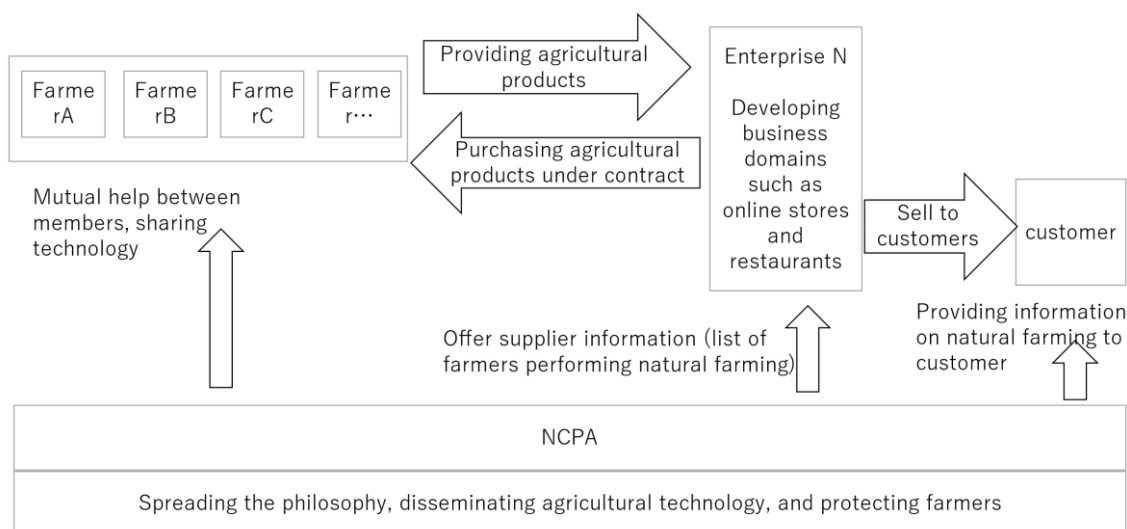 Farme
rA
Farme
rB
Farme
rC
Farme
r…
Mutual help between
members, sharing
technology
Providing agricultural
products
Purchasing agricultural
products under contract
Enterprise N
Developing
business
domains
such as
online stores
and
restaurants
Sell to
customers
customer
Offer supplier information (list of
farmers performing natural farming)
Providing information
on natural farming to
customer
NCPA
Spreading the philosophy, disseminating agricultural technology, and protecting farmers